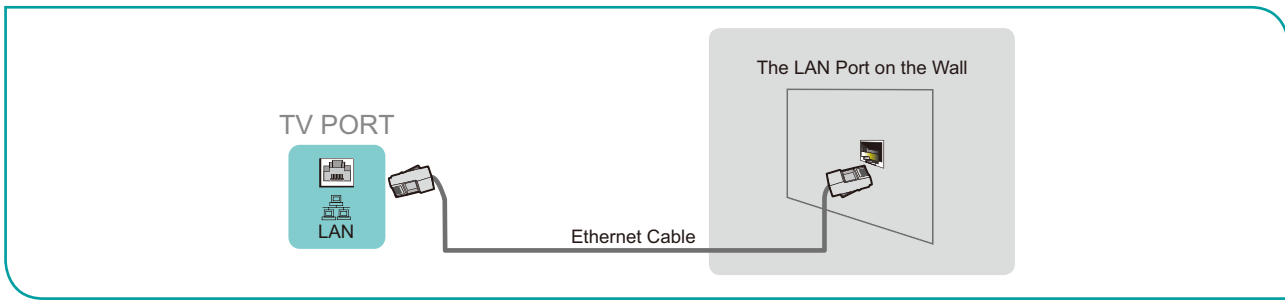 The LAN Port on the Wall
TV PORT
LAN
Ethernet Cable